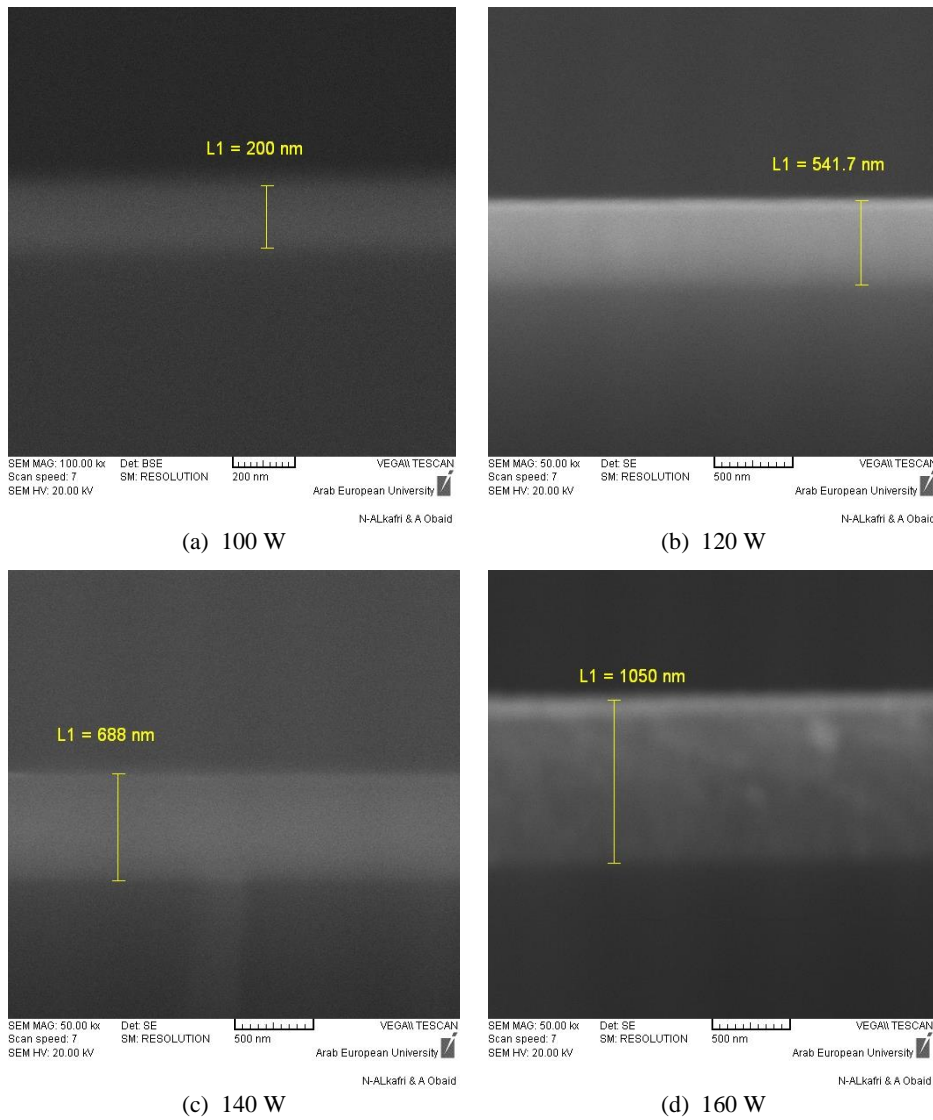 L1 = 200 nm
SEM MAG: 100.00 kx Det: BSE VEGA\\ TESCAN
Scan speed: 7 SM: RESOLUTION 200 nm
SEM HV: 20.00 kV Arab European University
N-ALkafri & A Obaid
(a) 100 W
L1 = 541.7 nm
SEM MAG: 50.00 kx Det: SE VEGA\\ TESCAN
Scan speed: 7 SM: RESOLUTION 500 nm
SEM HV: 20.00 kV Arab European University
N-ALkafri & A Obaid
(b) 120 W
L1 = 688 nm
SEM MAG: 50.00 kx Det: SE VEGA\\ TESCAN
Scan speed: 7 SM: RESOLUTION 500 nm
SEM HV: 20.00 kV Arab European University
N-ALkafri & A Obaid
(c) 140 W
L1 = 1050 nm
SEM MAG: 50.00 kx Det: SE VEGA\\ TESCAN
Scan speed: 7 SM: RESOLUTION 500 nm
SEM HV: 20.00 kV Arab European University
N-ALkafri & A Obaid
(d) 160 W